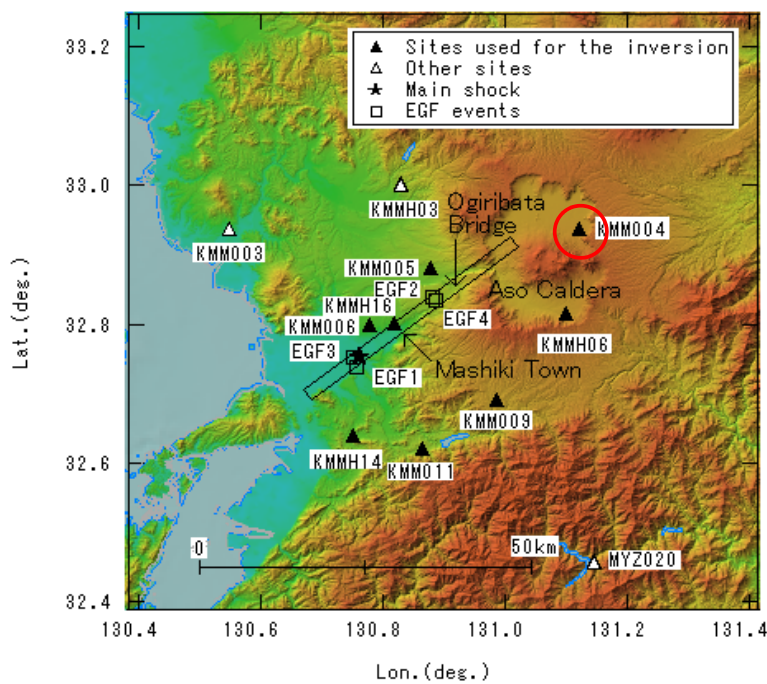 33.2
33.0
32.8
32.6
32.4
Lat.(deg.)
Sites used for the inversion
Other sites
Main shock
EGF events
KMMH03
Ogiribata
Bridge
KMM004
KMM003
KMM005
EGF2
KMMH16
Aso Caldera
KMM006
EGF4
EGF3
KMMH06
EGF1
Mashiki Town
KMM009
KMMH14
KMM011
0
50km
MYZ020
130.4
130.6
130.8
131.0
131.2
131.4
Lon.(deg.)